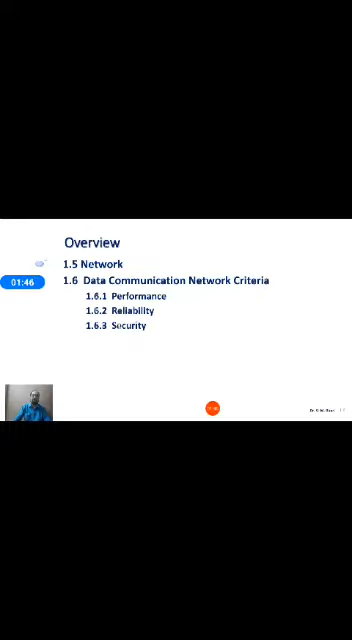 Overview
1.5 Network
01:46
1.6 Data Communication Network Criteria
1.6.1 Performance
1.6.2 Reliability
1.6.3 Security